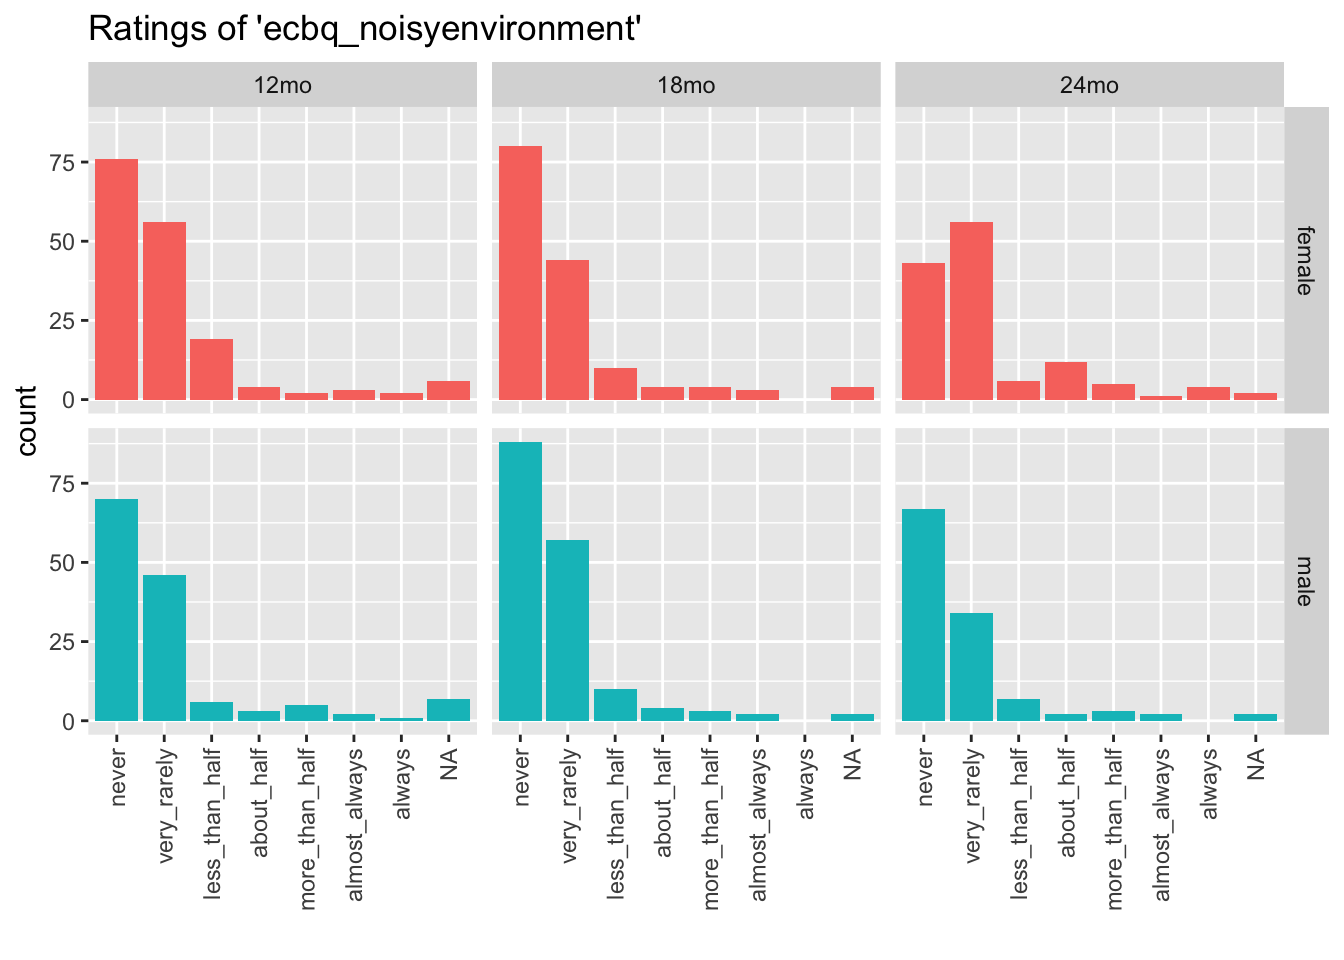 Ratings of 'ecbq_noisyenvironment'
12mo
18mo
24mo
count
75
50
25
0
female
75
50
25
0
male
never
very_rarely
less_than_half
about_half
more_than_half
almost_always
always
NA
never
very_rarely
less_than_half
about_half
more_than_half
almost_always
always
NA
never
very_rarely
less_than_half
about_half
more_than_half
almost_always
always
NA